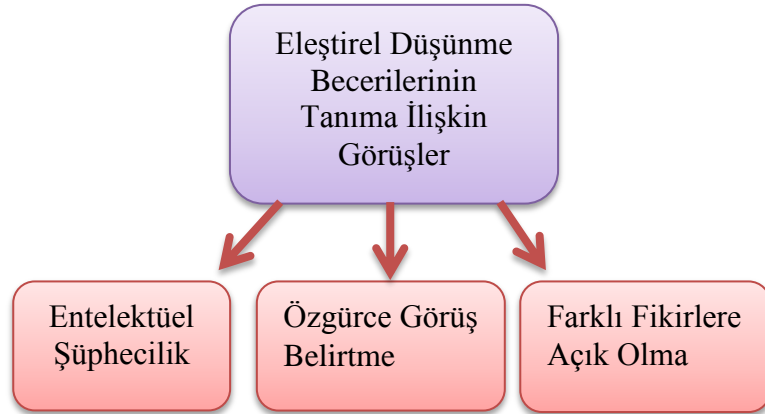 Eleştirel Düşünme
Becerilerinin
Tanıma İlişkin
Görüşler
Entelektüel
Şüphecilik
Özgürce Görüş
Belirtme
Farklı Fikirlere
Açık Olma